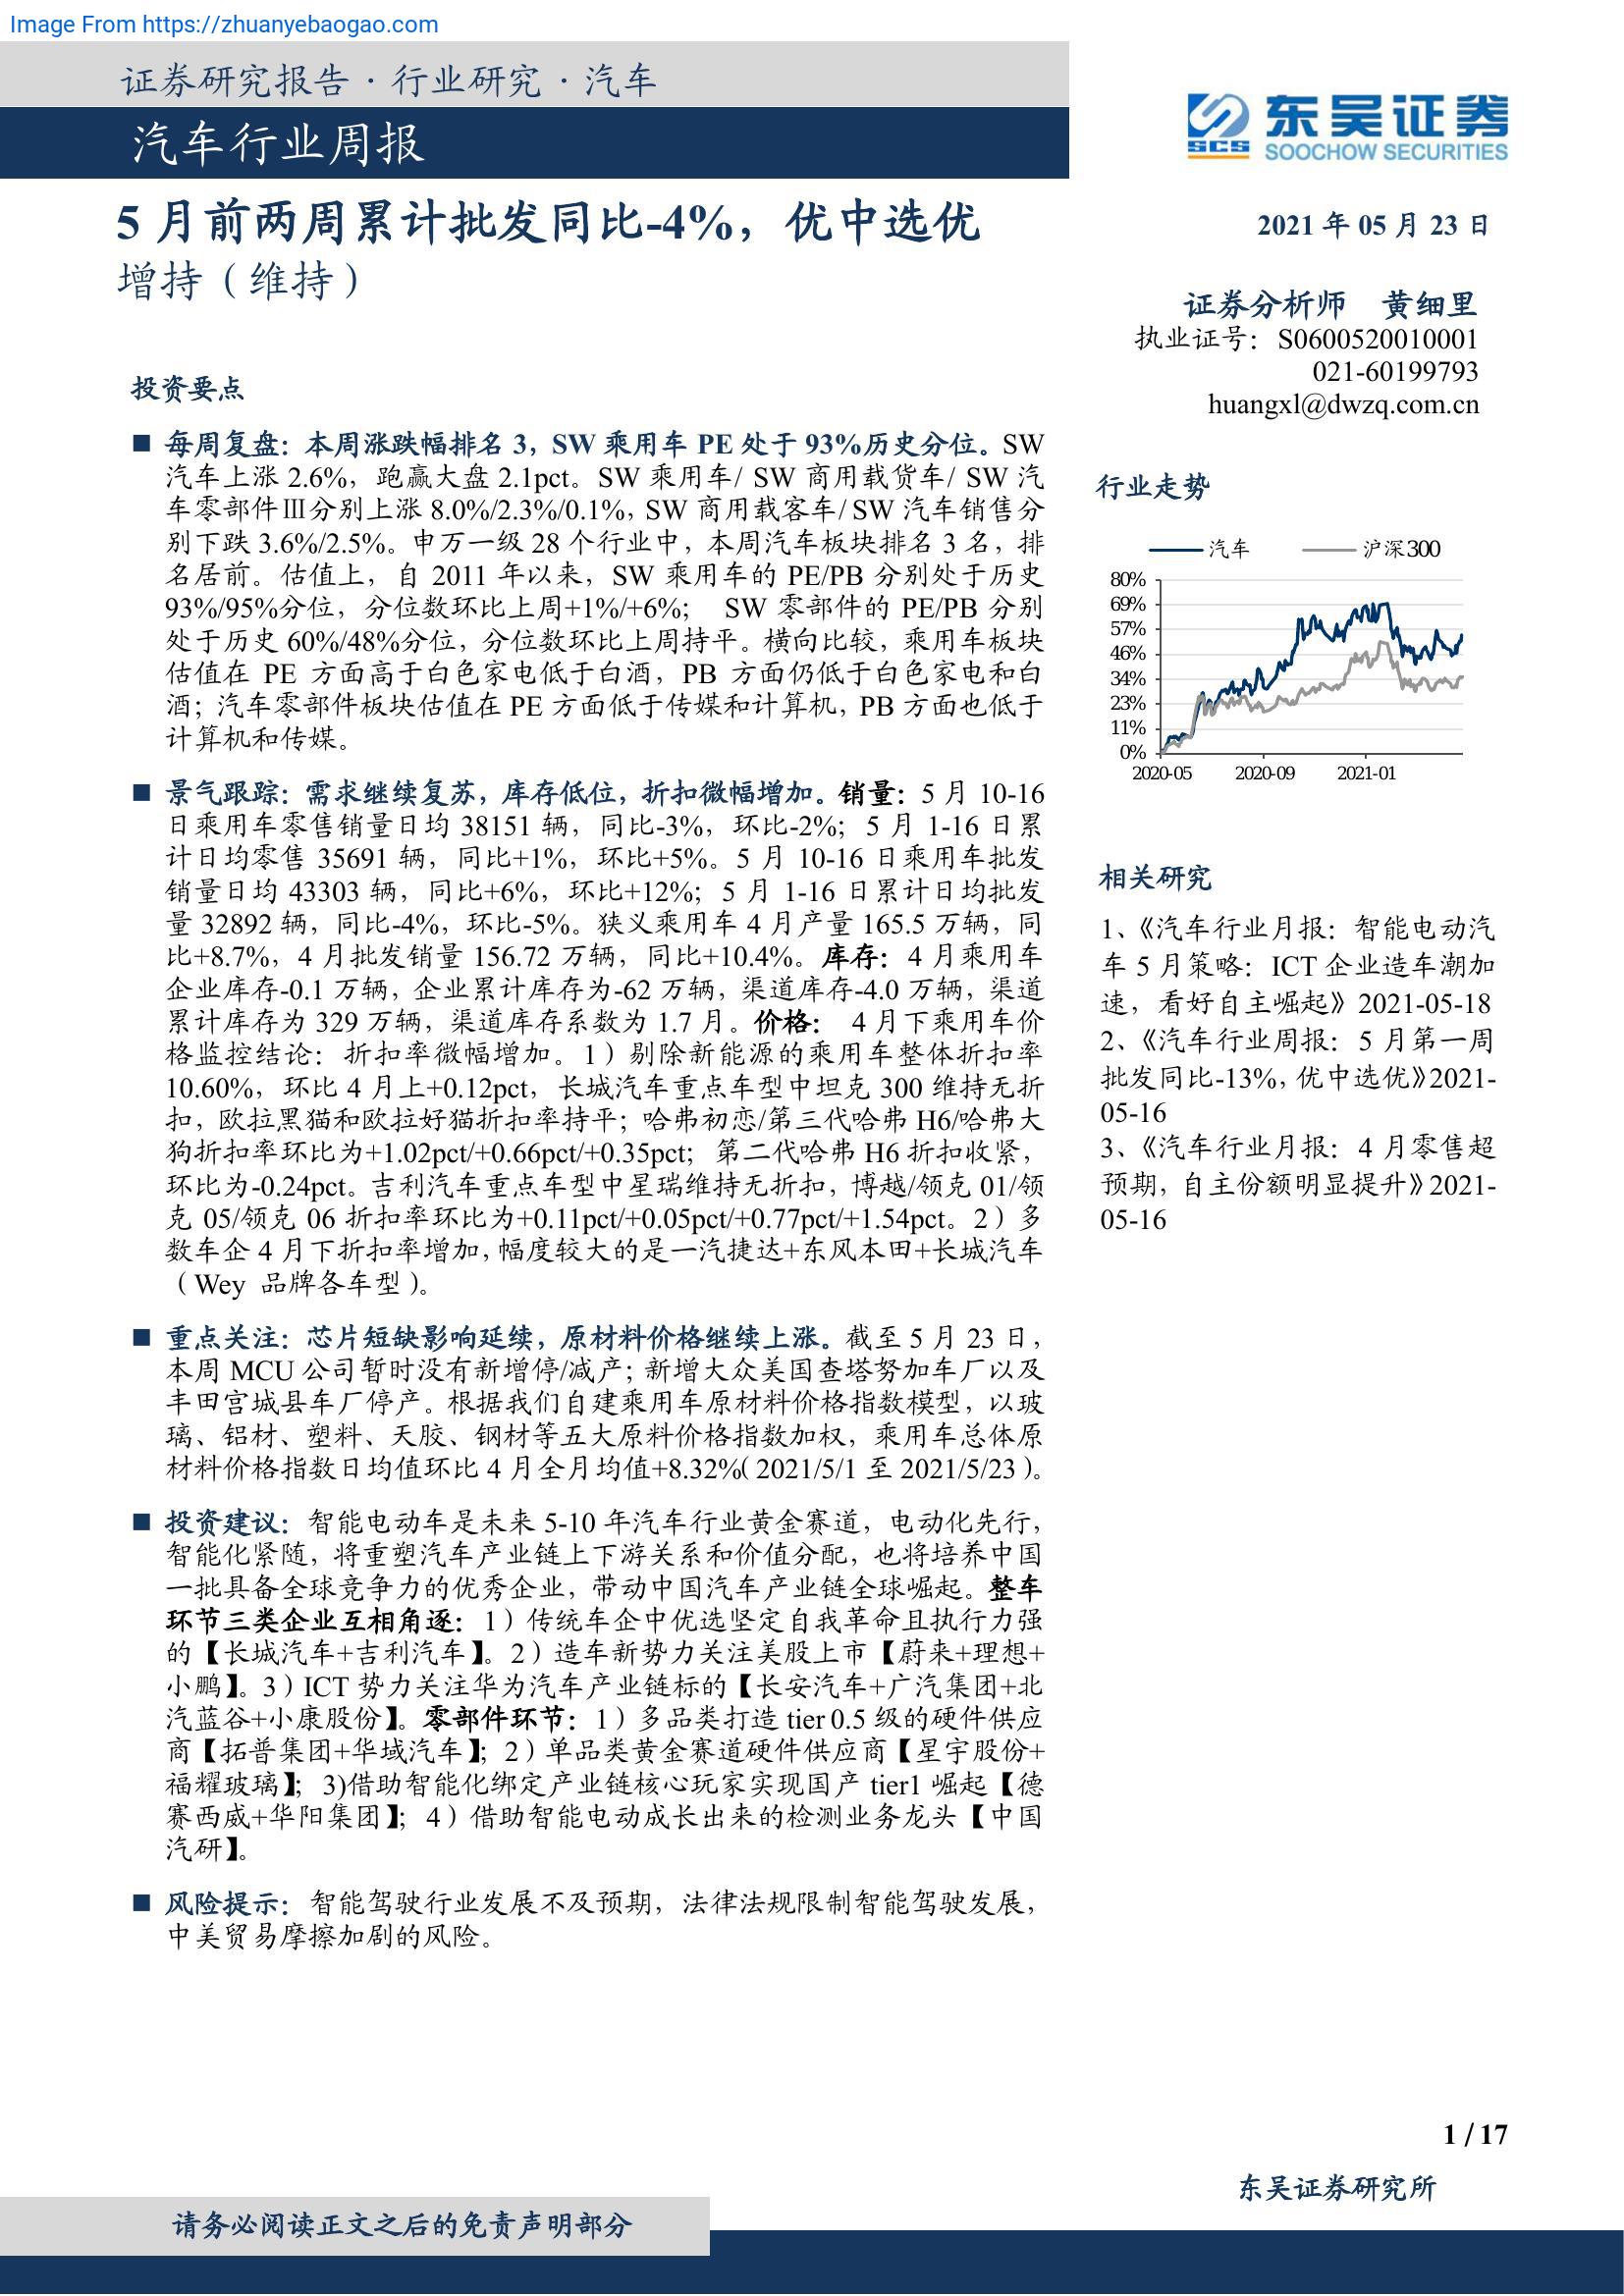 Image From https://zhuanyebaogao.com
证券研究报告·行业研究·汽车
汽车行业周报
东吴证券
SCS
SOOCHOW SECURITIES
5 月前两周累计批发同比-4%，优中选优
增持（维持）
2021 年 05 月 23 日
证券分析师 黄细里
执业证号：S0600520010001
021-60199793
huangxl@dwzq.com.cn
投资要点
■ 每周复盘：本周涨跌幅排名 3，SW 乘用车 PE 处于 93%历史分位。SW
汽车上涨 2.6%，跑赢大盘 2.1pct。SW 乘用车/ SW 商用载货车/ SW 汽
车零部件Ⅲ分别上涨 8.0%/2.3%/0.1%，SW 商用载客车/ SW 汽车销售分
别下跌 3.6%/2.5%。申万一级 28 个行业中，本周汽车板块排名 3 名，排
名居前。估值上，自 2011 年以来，SW 乘用车的 PE/PB 分别处于历史
93%/95%分位，分位数环比上周+1%/+6%； SW 零部件的 PE/PB 分别
处于历史 60%/48%分位，分位数环比上周持平。横向比较，乘用车板块
估值在 PE 方面高于白色家电低于白酒，PB 方面仍低于白色家电和白
酒；汽车零部件板块估值在 PE 方面低于传媒和计算机，PB 方面也低于
计算机和传媒。
■ 景气跟踪：需求继续复苏，库存低位，折扣微幅增加。销量：5 月 10-16
日乘用车零售销量日均 38151 辆，同比-3%，环比-2%；5 月 1-16 日累
计日均零售 35691 辆，同比+1%，环比+5%。5 月 10-16 日乘用车批发
销量日均 43303 辆，同比+6%，环比+12%；5 月 1-16 日累计日均批发
量 32892 辆，同比-4%，环比-5%。狭义乘用车 4 月产量 165.5 万辆，同
比+8.7%，4 月批发销量 156.72 万辆，同比+10.4%。库存：4 月乘用车
企业库存-0.1 万辆，企业累计库存为-62 万辆，渠道库存-4.0 万辆，渠道
累计库存为 329 万辆，渠道库存系数为 1.7 月。价格： 4 月下乘用车价
格监控结论：折扣率微幅增加。1）剔除新能源的乘用车整体折扣率
10.60%，环比 4 月上+0.12pct，长城汽车重点车型中坦克 300 维持无折
扣，欧拉黑猫和欧拉好猫折扣率持平；哈弗初恋/第三代哈弗 H6/哈弗大
狗折扣率环比为+1.02pct/+0.66pct/+0.35pct；第二代哈弗 H6 折扣收紧，
环比为-0.24pct。吉利汽车重点车型中星瑞维持无折扣，博越/领克 01/领
克 05/领克 06 折扣率环比为+0.11pct/+0.05pct/+0.77pct/+1.54pct。2）多
数车企 4 月下折扣率增加，幅度较大的是一汽捷达+东风本田+长城汽车
（Wey 品牌各车型）。
■ 重点关注：芯片短缺影响延续，原材料价格继续上涨。截至 5 月 23 日，
本周 MCU 公司暂时没有新增停/减产；新增大众美国查塔努加车厂以及
丰田宫城县车厂停产。根据我们自建乘用车原材料价格指数模型，以玻
璃、铝材、塑料、天胶、钢材等五大原料价格指数加权，乘用车总体原
材料价格指数日均值环比 4 月全月均值+8.32%（2021/5/1 至 2021/5/23）。
■ 投资建议：智能电动车是未来 5-10 年汽车行业黄金赛道，电动化先行，
智能化紧随，将重塑汽车产业链上下游关系和价值分配，也将培养中国
一批具备全球竞争力的优秀企业，带动中国汽车产业链全球崛起。整车
环节三类企业互相角逐：1）传统车企中优选坚定自我革命且执行力强
的【长城汽车+吉利汽车】。2）造车新势力关注美股上市【蔚来+理想+
小鹏】。3）ICT 势力关注华为汽车产业链标的【长安汽车+广汽集团+北
汽蓝谷+小康股份】。零部件环节：1）多品类打造 tier 0.5 级的硬件供应
商【拓普集团+华域汽车】；2）单品类黄金赛道硬件供应商【星宇股份+
福耀玻璃】；3)借助智能化绑定产业链核心玩家实现国产 tier1 崛起【德
赛西威+华阳集团】；4）借助智能电动成长出来的检测业务龙头【中国
汽研】。
■ 风险提示：智能驾驶行业发展不及预期，法律法规限制智能驾驶发展，
中美贸易摩擦加剧的风险。
行业走势
汽车 沪深300
80%
69%
57%
46%
34%
23%
11%
0%
2020-05 2020-09 2021-01
相关研究
1、《汽车行业月报：智能电动汽
车 5 月策略：ICT 企业造车潮加
速，看好自主崛起》2021-05-18
2、《汽车行业周报：5 月第一周
批发同比-13%，优中选优》2021-
05-16
3、《汽车行业月报：4 月零售超
预期，自主份额明显提升》2021-
05-16
1 / 17
东吴证券研究所
请务必阅读正文之后的免责声明部分